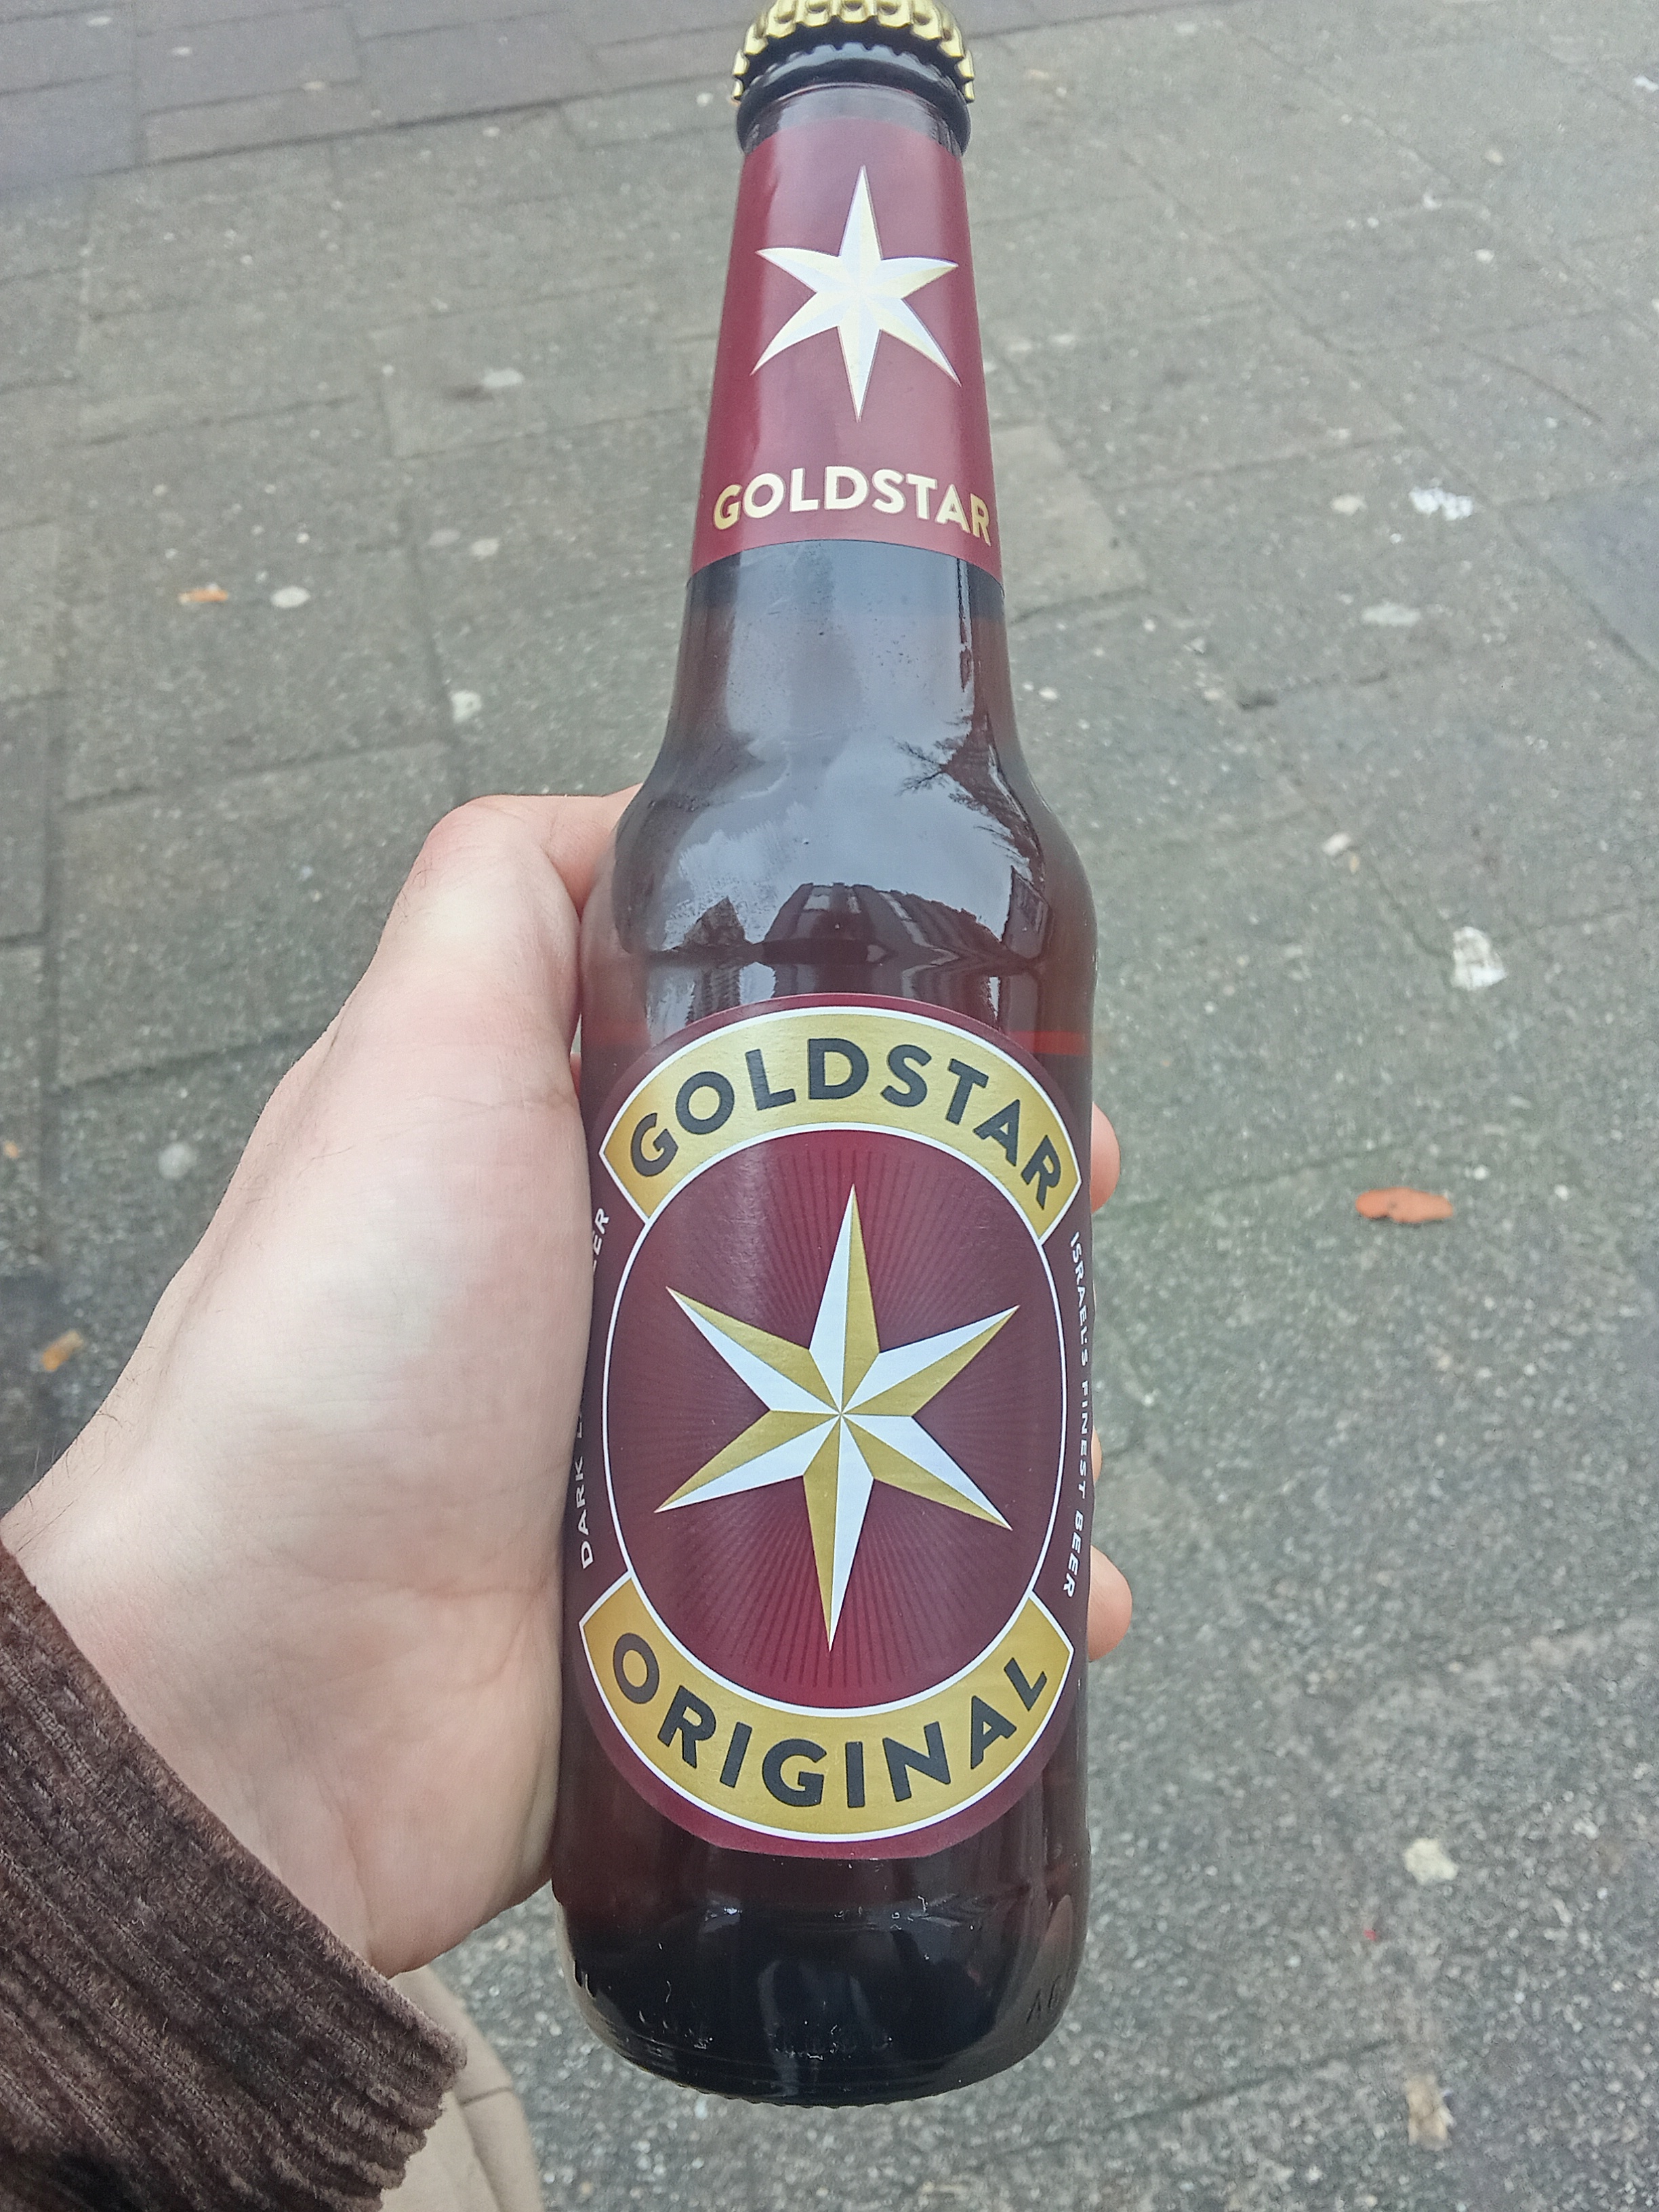 GOLDSTAR
GOLDSTAR
DARK
ISRAEL'S FINEST BEER
ORIGINAL